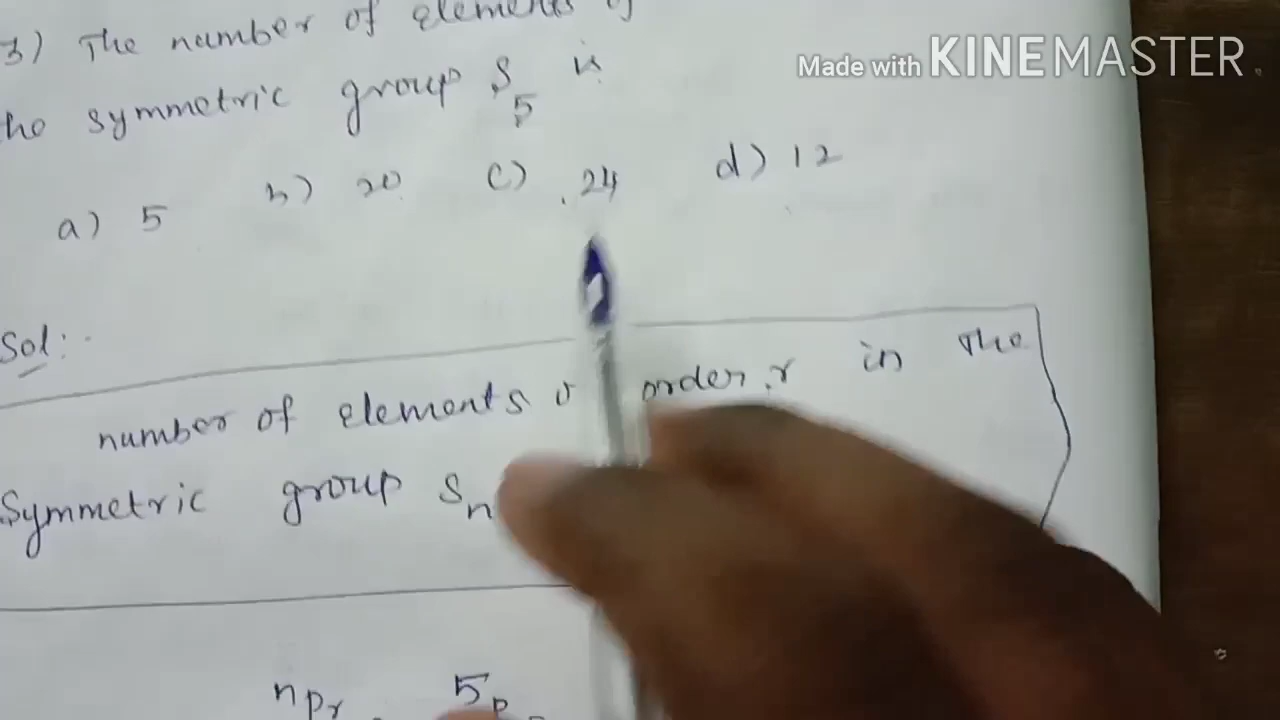 3) The number of elements of
the symmetric group S5 is
a) 5 b) 20 c) 24 d) 12
Sol:-
number of elements order r in the
Symmetric group Sn
nPr 5P
Made with KINEMASTER